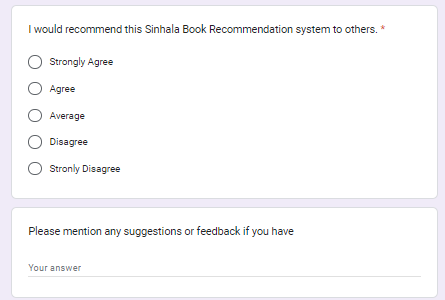 I would recommend this Sinhala Book Recommendation system to others. *
Strongly Agree
Agree
Average
Disagree
Stronly Disagree
Please mention any suggestions or feedback if you have
Your answer